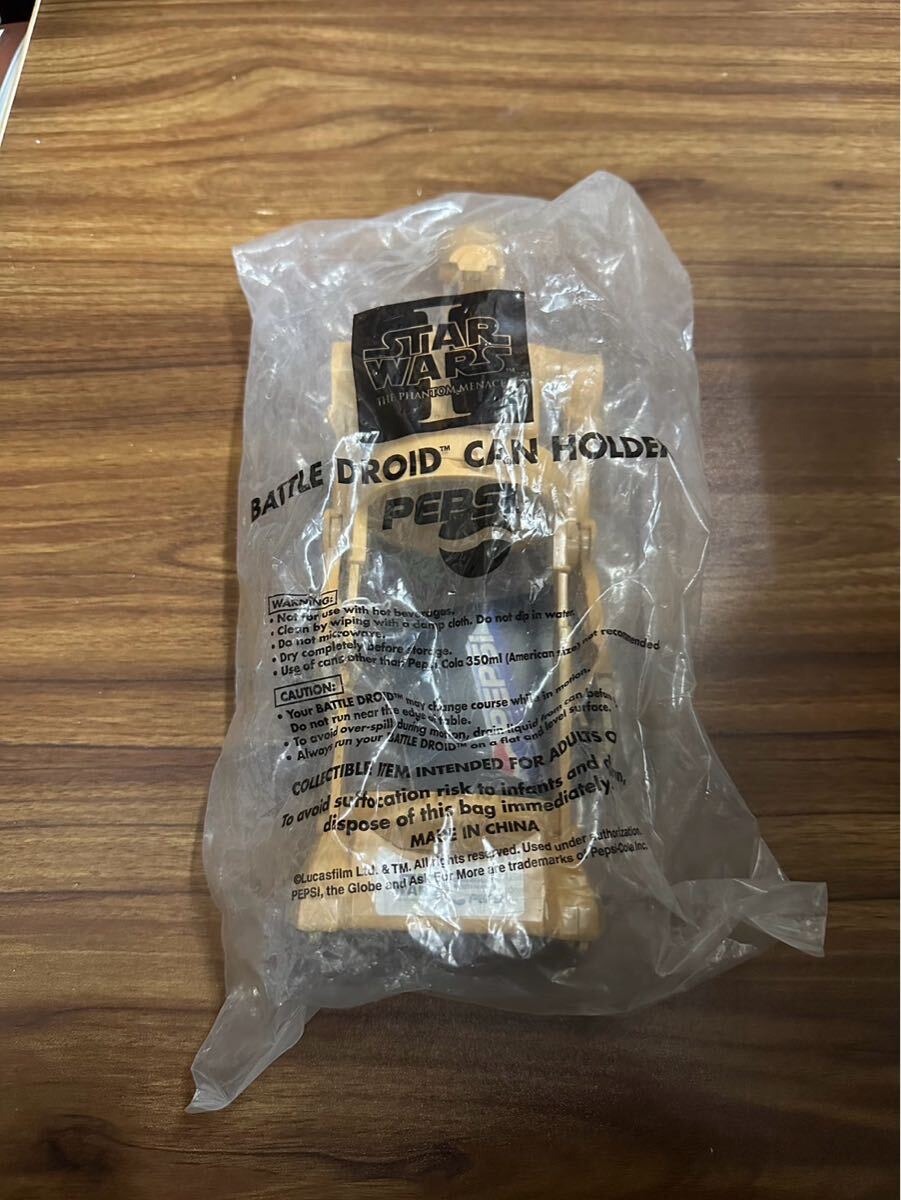 I
STAR
WARS™
THE PHANTOM MENACE
BATTLE DROID™ CAN HOLDER
PEPSI
WARNING:
• Not for use with hot beverages.
• Clean by wiping with a damp cloth. Do not dip in water.
• Do not microwave.
• Dry completely before storage.
• Use of cans other than Pepsi Cola 350ml (American size) not recommended
CAUTION:
• Your BATTLE DROID™ may change course while in motion.
Do not run near the edge of table.
• To avoid over-spill during motion, drain liquid from can before
• Always run your BATTLE DROID™ on a flat and level surface.
COLLECTIBLE ITEM INTENDED FOR ADULTS
To avoid suffocation risk to infants and
dispose of this bag immediately.
MADE IN CHINA
©Lucasfilm Ltd. & TM. All rights reserved. Used under authorization.
PEPSI, the Globe and Ask For More are trademarks of Pepsi-Cola Inc.
PEPSI
PEPSI